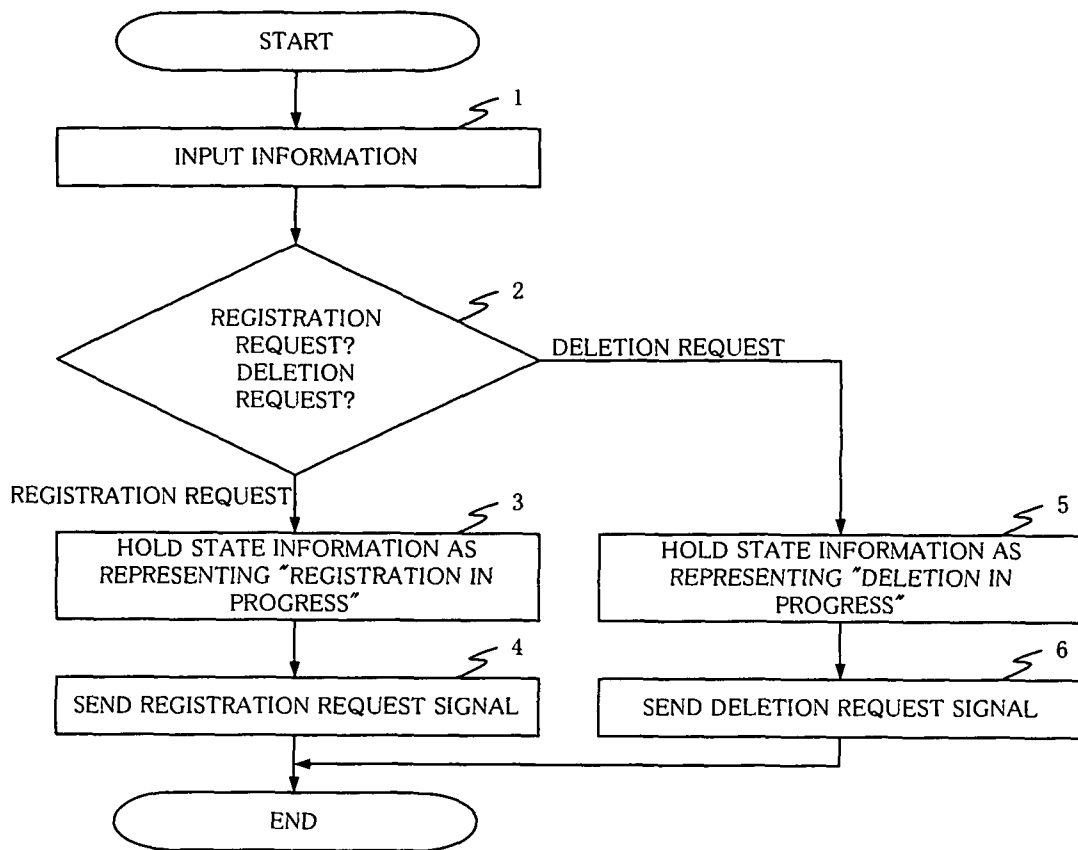 START
1
INPUT INFORMATION
2
REGISTRATION
REQUEST?
DELETION
REQUEST?
DELETION REQUEST
REGISTRATION REQUEST
3
HOLD STATE INFORMATION AS
REPRESENTING "REGISTRATION IN
PROGRESS"
5
HOLD STATE INFORMATION AS
REPRESENTING "DELETION IN
PROGRESS"
4
SEND REGISTRATION REQUEST SIGNAL
6
SEND DELETION REQUEST SIGNAL
END